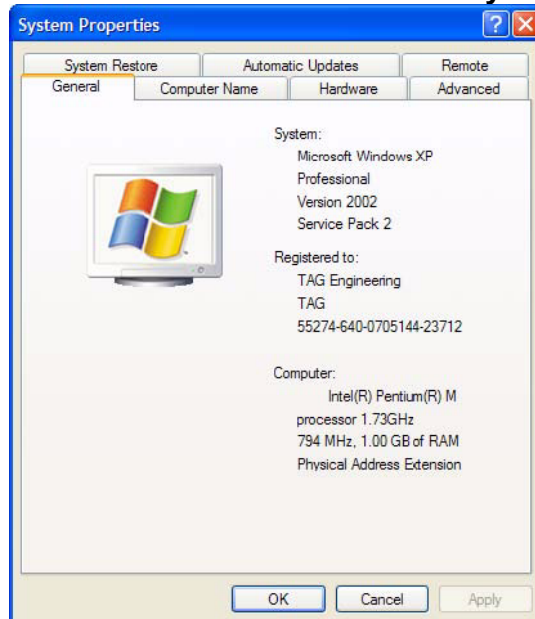 System Properties
System Restore Automatic Updates Remote
General Computer Name Hardware Advanced
System:
Microsoft Windows XP
Professional
Version 2002
Service Pack 2
Registered to:
TAG Engineering
TAG
55274-640-0705144-23712
Computer:
Intel(R) Pentium(R) M
processor 1.73GHz
794 MHz, 1.00 GB of RAM
Physical Address Extension
OK Cancel Apply